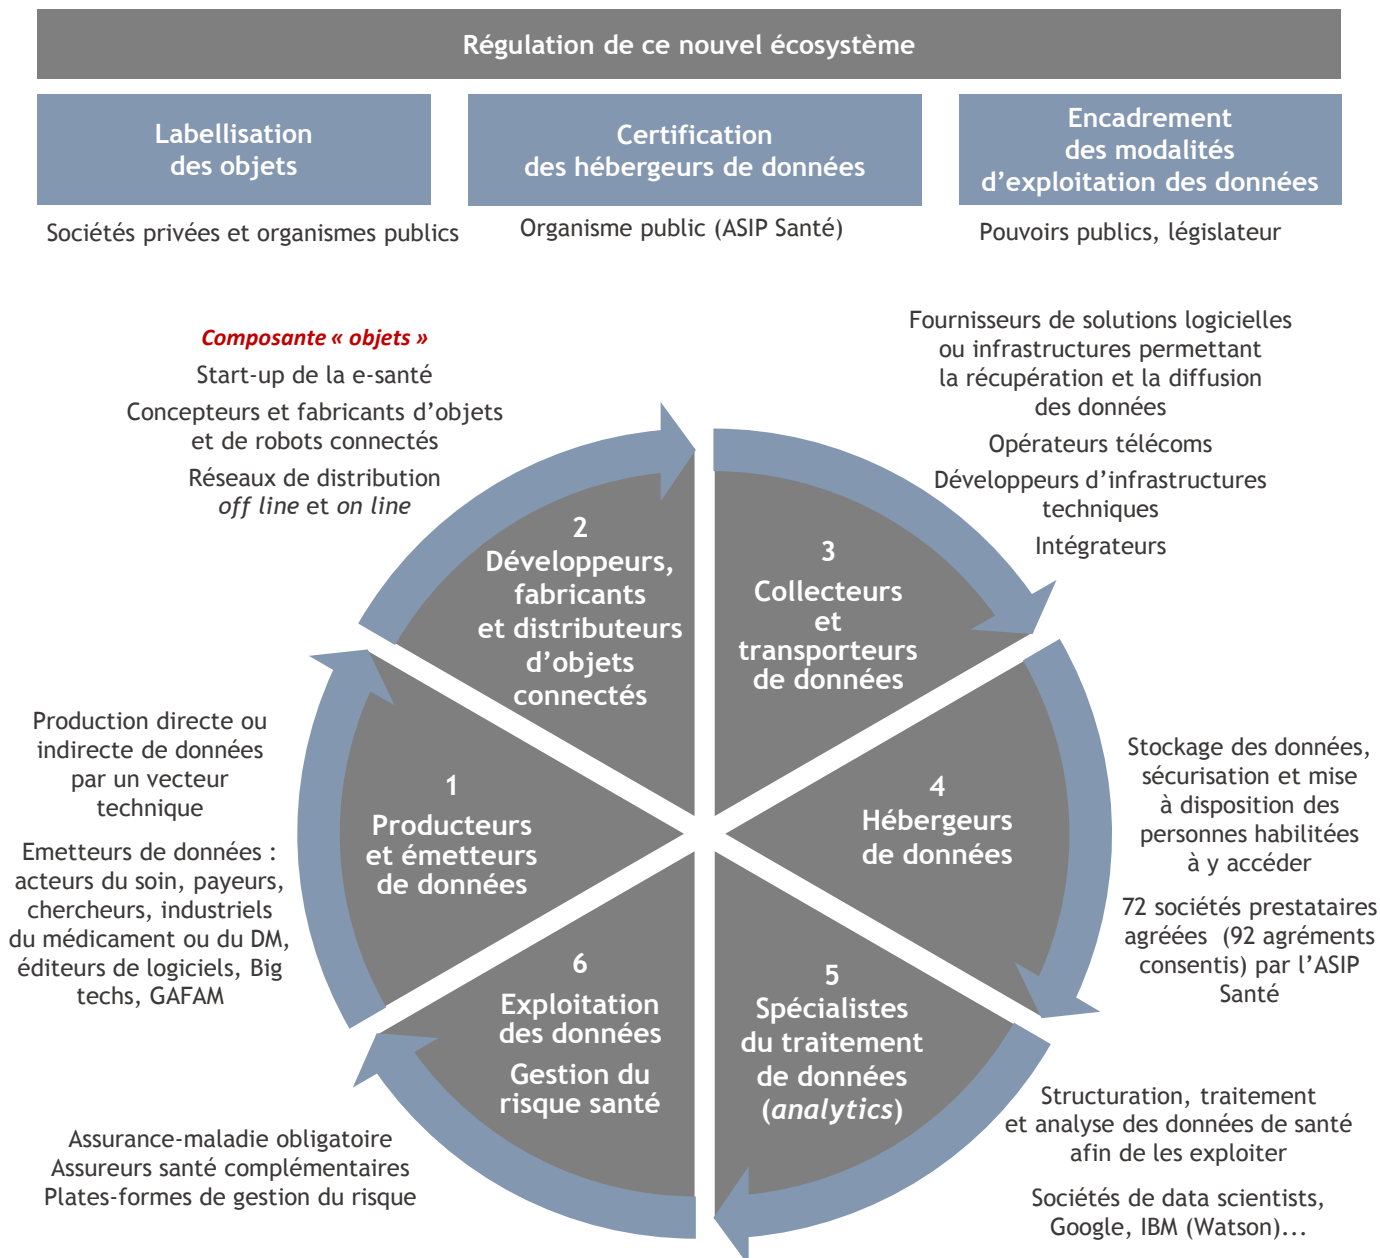 Régulation de ce nouvel écosystème
Labellisation
des objets
Certification
des hébergeurs de données
Encadrement
des modalités
d'exploitation des données
Sociétés privées et organismes publics
Organisme public (ASIP Santé)
Pouvoirs publics, législateur
Composante « objets »
Start-up de la e-santé
Concepteurs et fabricants d'objets
et de robots connectés
Réseaux de distribution
off line et on line
Fournisseurs de solutions logicielles
ou infrastructures permettant
la récupération et la diffusion
des données
Opérateurs télécoms
Développeurs d'infrastructures
techniques
Intégrateurs
2
Développeurs,
fabricants
et distributeurs
d'objets
connectés
3
Collecteurs
et
transporteurs
de données
Production directe ou
indirecte de données
par un vecteur
technique
Emetteurs de données :
acteurs du soin, payeurs,
chercheurs, industriels
du médicament ou du DM,
éditeurs de logiciels, Big
techs, GAFAM
1
Producteurs
et émetteurs
de données
4
Hébergeurs
de données
Stockage des données,
sécurisation et mise
à disposition des
personnes habilitées
à y accéder
72 sociétés prestataires
agréées (92 agréments
consentis) par l'ASIP
Santé
6
Exploitation
des données
Gestion du
risque santé
5
Spécialistes
du traitement
de données
(analytics)
Assurance-maladie obligatoire
Assureurs santé complémentaires
Plates-formes de gestion du risque
Structuration, traitement
et analyse des données de santé
afin de les exploiter
Sociétés de data scientists,
Google, IBM (Watson)...